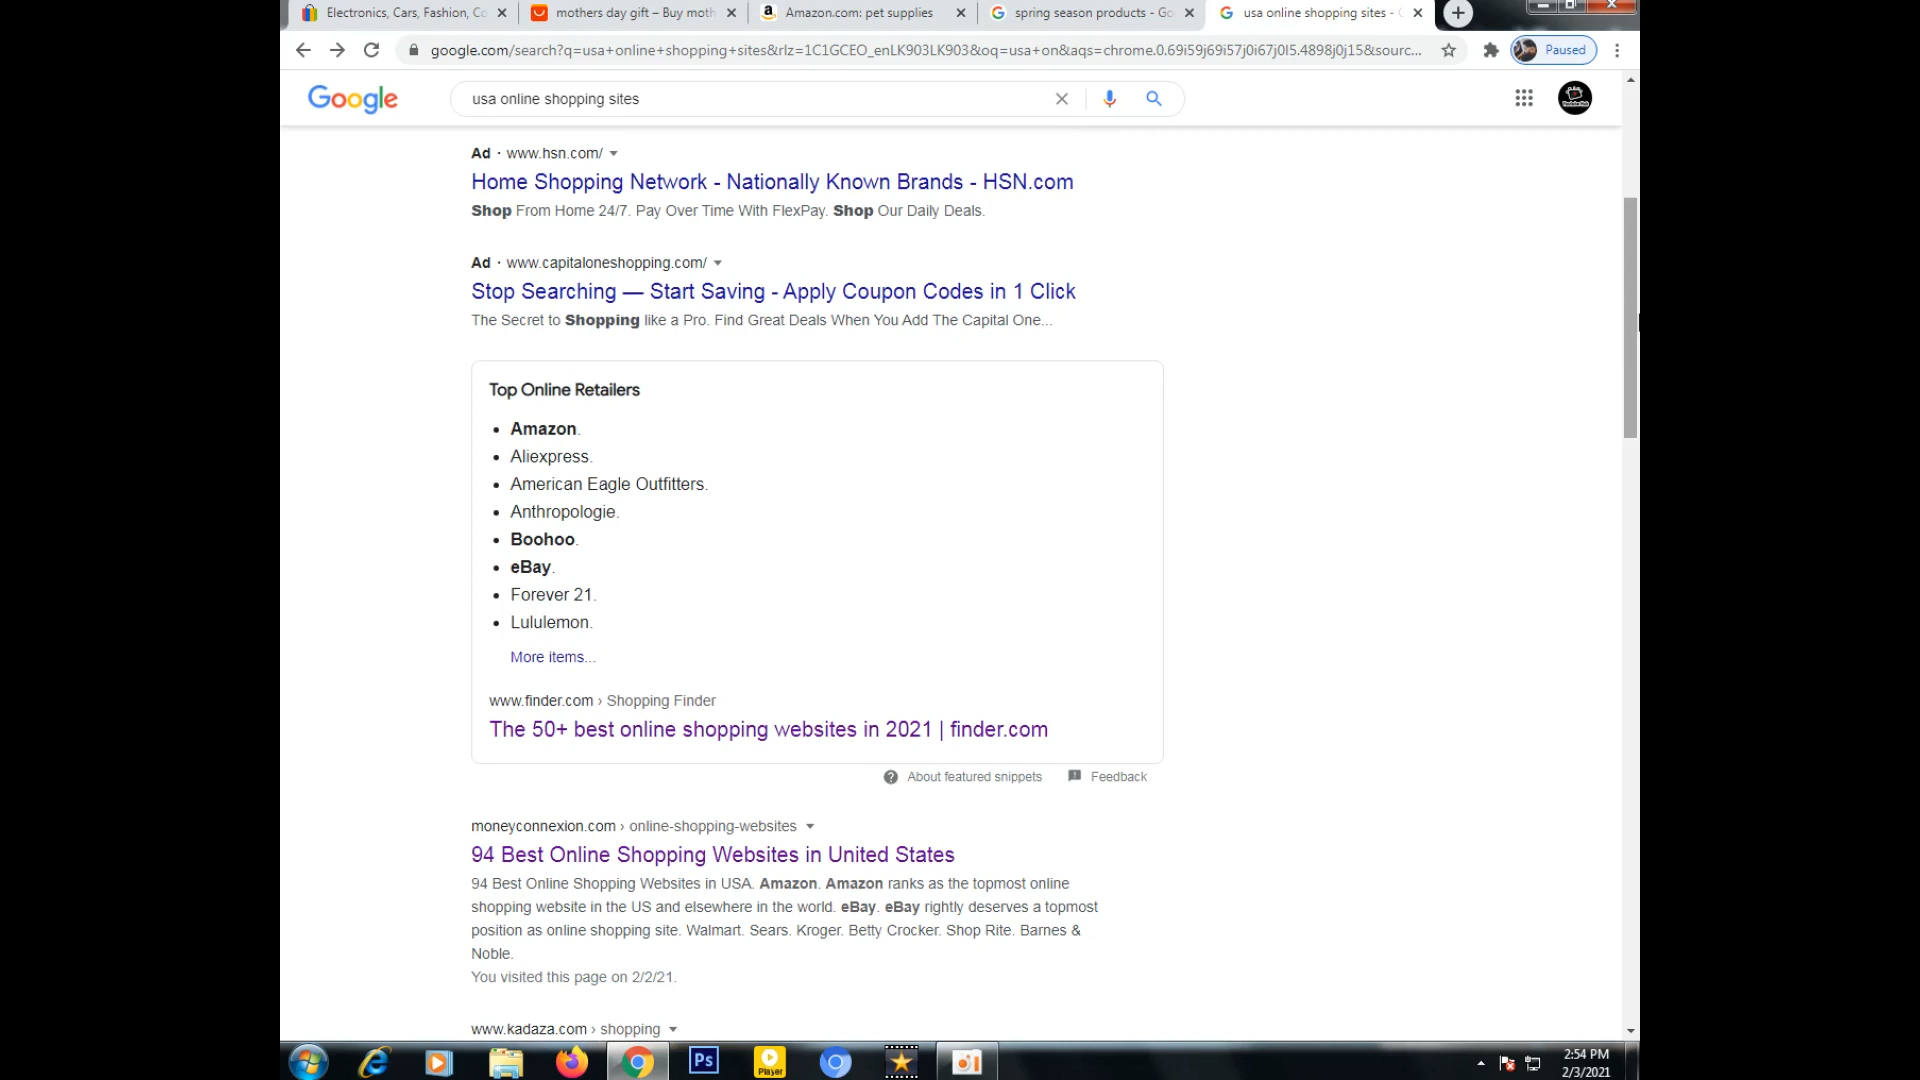 Electronics, Cars, Fashion, Co
mothers day gift – Buy moth
Amazon.com: pet supplies
spring season products - Go
usa online shopping sites -
google.com/search?q=usa+online+shopping+sites&rlz=1C1GCEO_enLK903LK903&oq=usa+on&aqs=chrome.0.69i59j69i57j0i67j0l5.4898j0j15&sourc...
Paused
Google
usa online shopping sites
Ad · www.hsn.com/
Home Shopping Network - Nationally Known Brands - HSN.com
Shop From Home 24/7. Pay Over Time With FlexPay. Shop Our Daily Deals.
Ad · www.capitaloneshopping.com/
Stop Searching — Start Saving - Apply Coupon Codes in 1 Click
The Secret to Shopping like a Pro. Find Great Deals When You Add The Capital One...
Top Online Retailers
• Amazon.
• Aliexpress.
• American Eagle Outfitters.
• Anthropologie.
• Boohoo.
• eBay.
• Forever 21.
• Lululemon.
More items...
www.finder.com › Shopping Finder
The 50+ best online shopping websites in 2021 | finder.com
About featured snippets
Feedback
moneyconnexion.com › online-shopping-websites
94 Best Online Shopping Websites in United States
94 Best Online Shopping Websites in USA. Amazon. Amazon ranks as the topmost online
shopping website in the US and elsewhere in the world. eBay. eBay rightly deserves a topmost
position as online shopping site. Walmart. Sears. Kroger. Betty Crocker. Shop Rite. Barnes &
Noble.
You visited this page on 2/2/21.
www.kadaza.com › shopping
Ps
Player
2:54 PM
2/3/2021